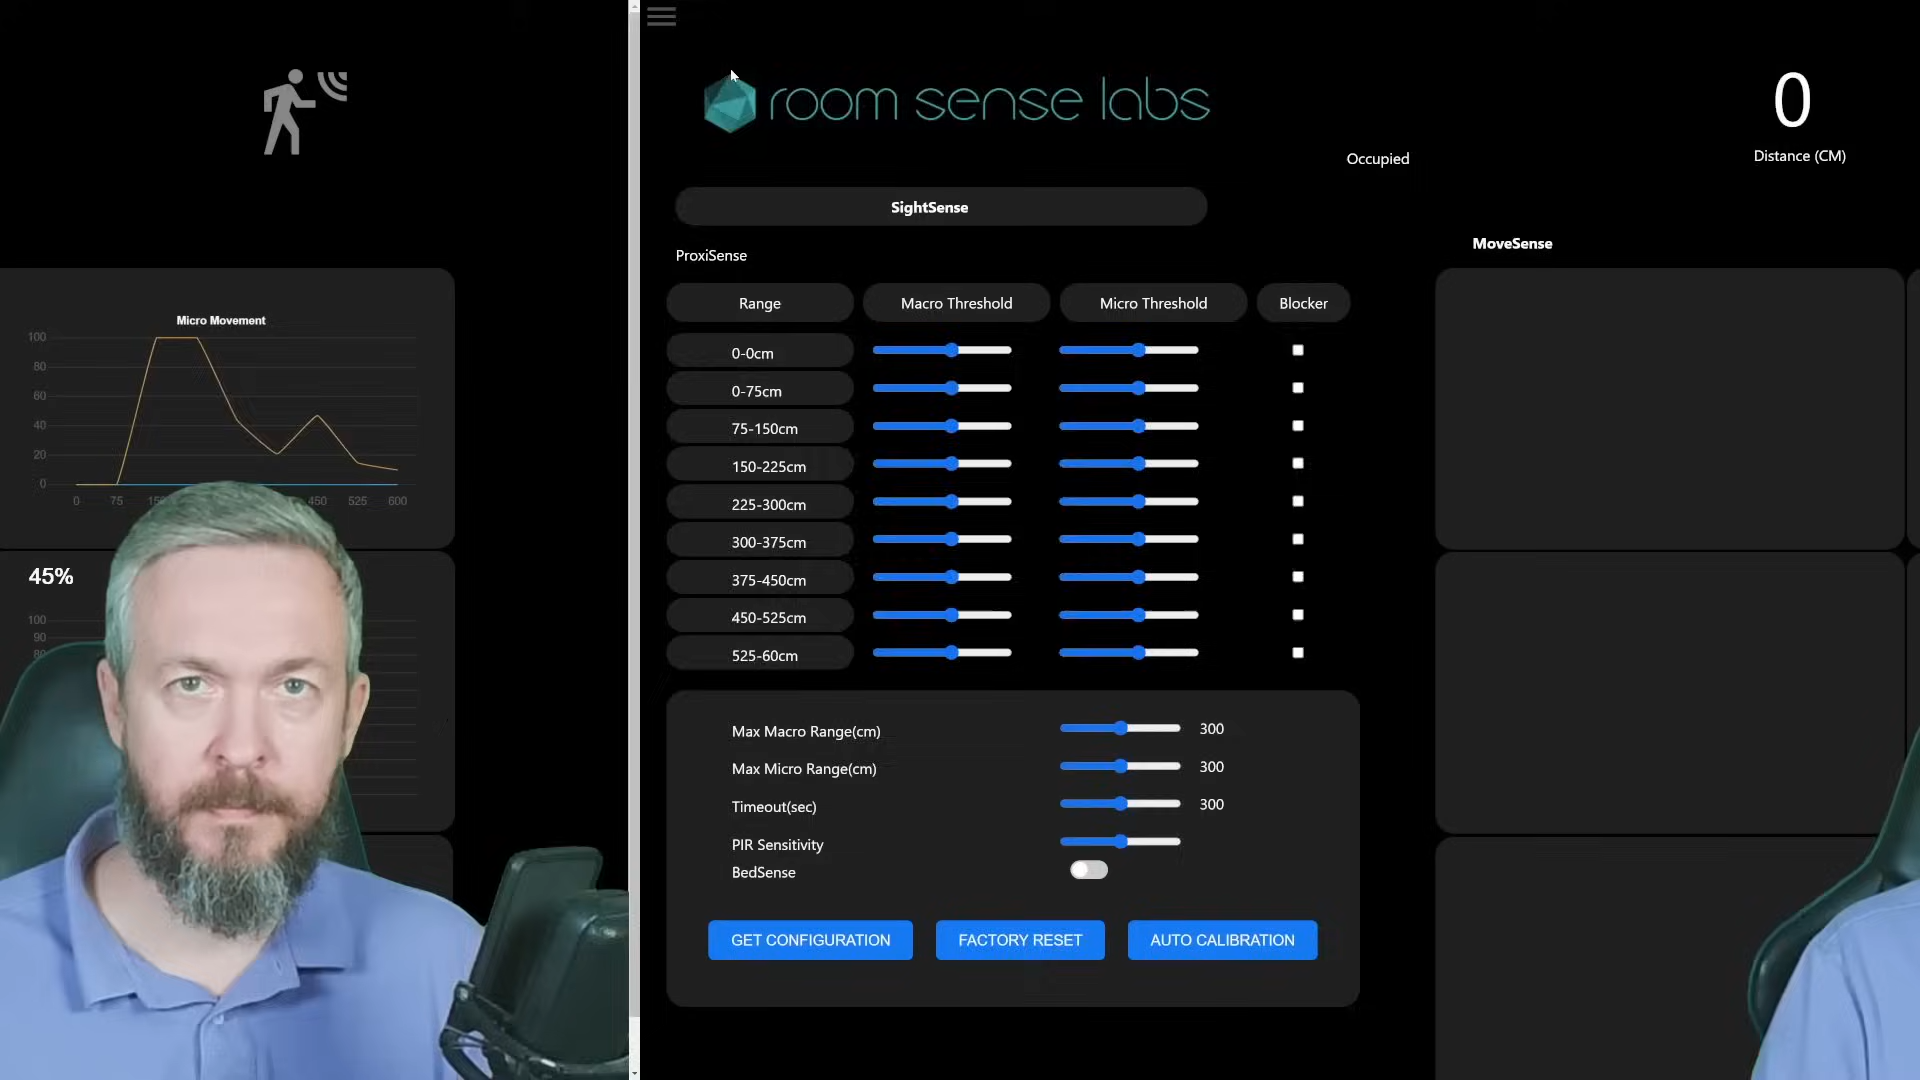 room sense labs
0
Distance (CM)
Occupied
SightSense
ProxiSense
MoveSense
Range
Macro Threshold
Micro Threshold
Blocker
0-0cm
0-75cm
75-150cm
150-225cm
225-300cm
300-375cm
375-450cm
450-525cm
525-60cm
Max Macro Range(cm)
300
Max Micro Range(cm)
300
Timeout(sec)
300
PIR Sensitivity
BedSense
GET CONFIGURATION
FACTORY RESET
AUTO CALIBRATION
Micro Movement
100
80
60
40
20
0
0
75
450
525
600
45%
100
90